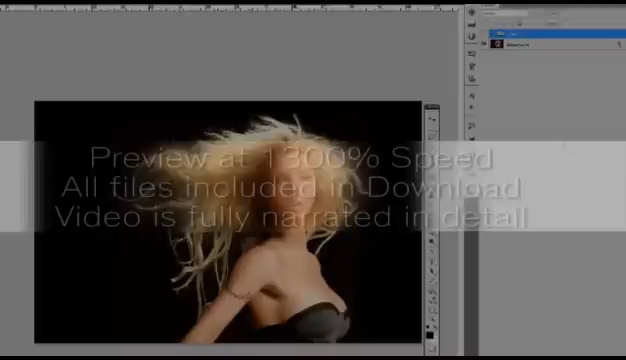 Preview at 1300% Speed
All files included in Download
Video is fully narrated in detail